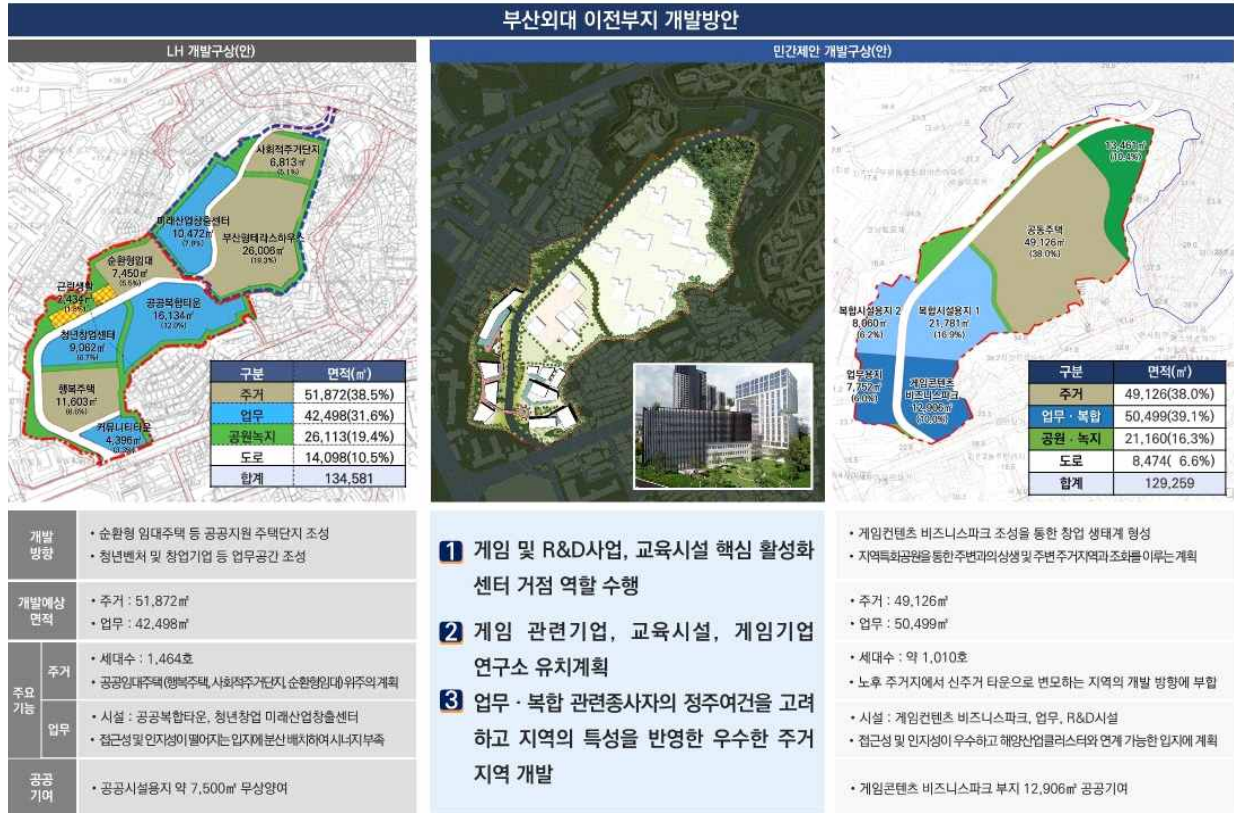 부산외대 이전부지 개발방안
LH 개발구상(안)
사회적주거단지
6,813㎡
(5.1%)
미래산업창출센터
10,472㎡
(7.8%)
부산형테라스하우스
26,006㎡
(19.3%)
순환형임대
7,450㎡
(5.5%)
근린생활
2,434㎡
(1.8%)
공공복합타운
16,134㎡
(12.0%)
청년창업센터
(6.7%)
행복주택
11,603㎡
(8.6%)
커뮤니티타운
4,396㎡
구분 면적(㎡)
주거 51,872(38.5%)
업무 42,498(31.6%)
공원녹지 26,113(19.4%)
도로 14,098(10.5%)
합계 134,581
민간제안 개발구상(안)
13,461㎡
(10.4%)
공동주택
49,126㎡
(38.0%)
복합시설용지 2
8,060㎡
(6.2%)
복합시설용지 1
21,781㎡
(16.9%)
업무용지
7,752㎡
(6.0%)
게임콘텐츠
비즈니스파크
12,906㎡
(10.0%)
구분 면적(㎡)
주거 49,126(38.0%)
업무·복합 50,499(39.1%)
공원·녹지 21,160(16.3%)
도로 8,474( 6.6%)
합계 129,259
개발
방향
• 순환형 임대주택 등 공공지원 주택단지 조성
• 청년벤처 및 창업기업 등 업무공간 조성
개발예상
면적
• 주거 : 51,872㎡
• 업무 : 42,498㎡
주요
기능
주거
• 세대수 : 1,464호
• 공공임대주택(행복주택, 사회적주거단지, 순환형임대) 위주의 계획
업무
• 시설 : 공공복합타운, 청년창업 미래산업창출센터
• 접근성 및 인지성이 떨어지는 입지에 분산 배치하여 시너지 부족
공공
기여
• 공공시설용지 약 7,500㎡ 무상양여
1 게임 및 R&D사업, 교육시설 핵심 활성화
센터 거점 역할 수행
2 게임 관련기업, 교육시설, 게임기업
연구소 유치계획
3 업무·복합 관련종사자의 정주여건을 고려
하고 지역의 특성을 반영한 우수한 주거
지역 개발
• 게임컨텐츠 비즈니스파크 조성을 통한 창업 생태계 형성
• 지역특화공원을 통한 주변과의 상생 및 주변 주거지역과 조화를 이루는 계획
• 주거 : 49,126㎡
• 업무 : 50,499㎡
• 세대수 : 약 1,010호
• 노후 주거지에서 신주거 타운으로 변모하는 지역의 개발 방향에 부합
• 시설 : 게임컨텐츠 비즈니스파크, 업무, R&D시설
• 접근성 및 인지성이 우수하고 해양산업클러스터와 연계 가능한 입지에 계획
• 게임콘텐츠 비즈니스파크 부지 12,906㎡ 공공기여